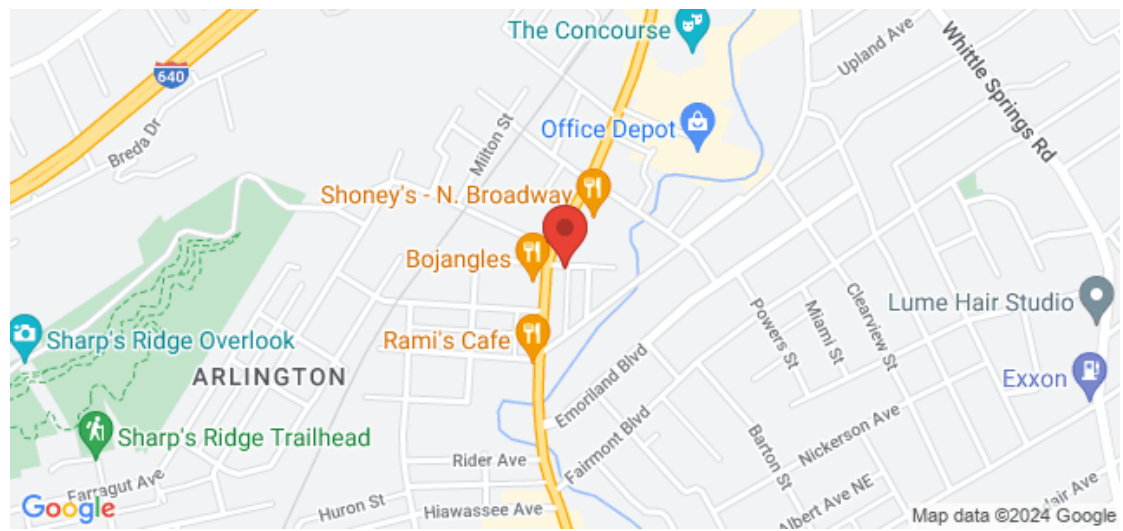 The Concourse
Upland Ave
Whittle Springs Rd
640
Office Depot
Breda Dr
Milton St
Shoney's - N. Broadway
Bojangles
Lume Hair Studio
Powers St
Miami St
Clearview St
Sharp's Ridge Overlook
Rami's Cafe
ARLINGTON
Emoriland Blvd
Exxon
Sharp's Ridge Trailhead
Fairmont Blvd
Barton St
Nickerson Ave
Rider Ave
Farragut Ave
Huron St
Hiawassee Ave
Albert Ave NE
Google
Map data ©2024 Google